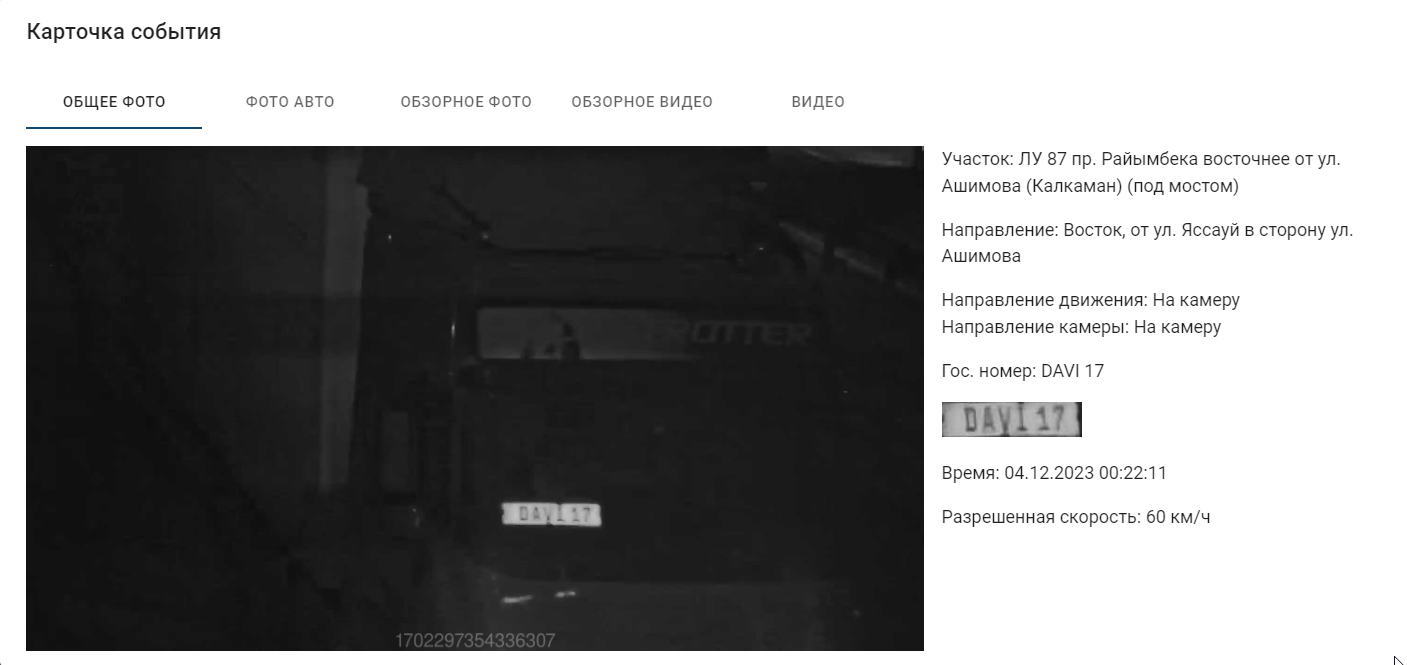 Карточка события
ОБЩЕЕ ФОТО
ФОТО АВТО
ОБЗОРНОЕ ФОТО
ОБЗОРНОЕ ВИДЕО
ВИДЕО
Участок: ЛУ 87 пр. Райымбека восточнее от ул.
Ашимова (Калкаман) (под мостом)
Направление: Восток, от ул. Яссауй в сторону ул.
Ашимова
Направление движения: На камеру
Направление камеры: На камеру
Гос. номер: DAVI 17
DAVI 17
Время: 04.12.2023 00:22:11
Разрешенная скорость: 60 км/ч
DAVI 17
1702297354336307